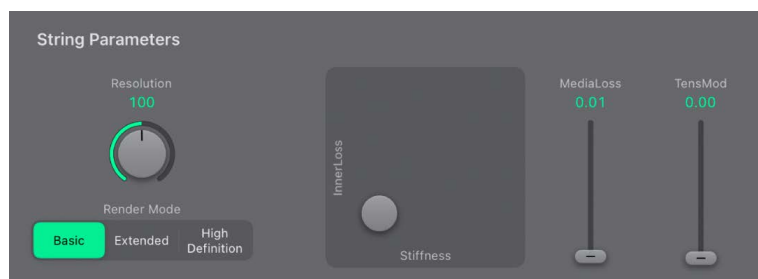 String Parameters
Resolution
100
Render Mode
Basic
Extended
High
Definition
InnerLoss
Stiffness
MediaLoss
0.01
TensMod
0.00